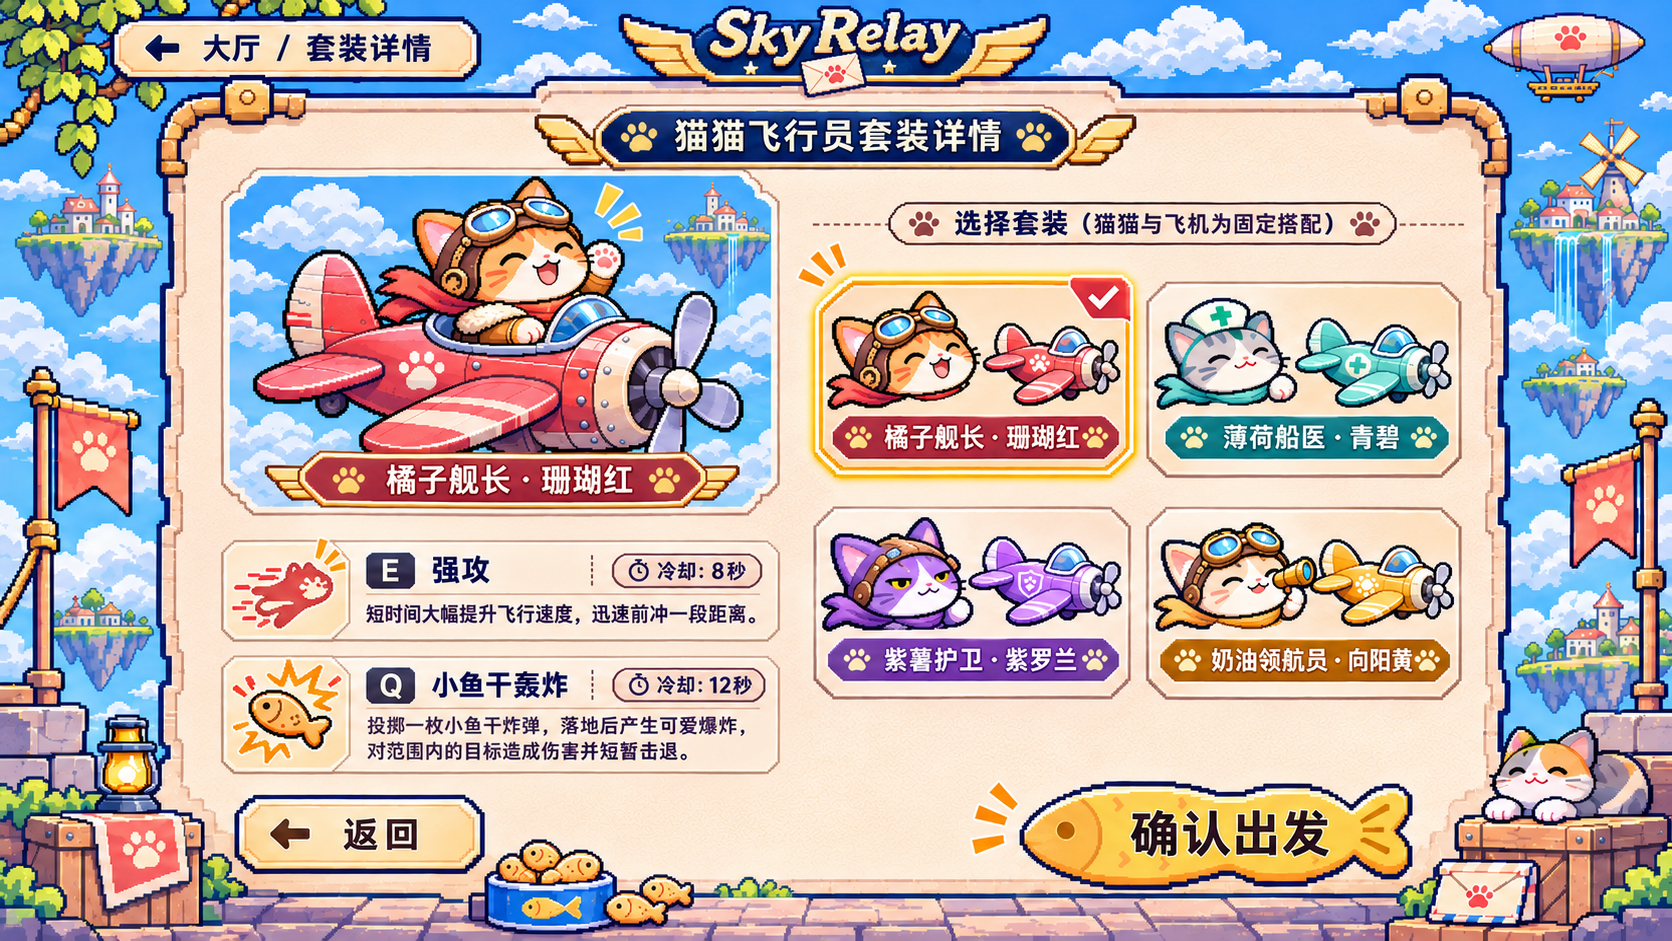 大厅 / 套装详情
Sky Relay
猫猫飞行员套装详情
橘子舰长·珊瑚红
E 强攻 冷却: 8秒
短时间大幅提升飞行速度，迅速前冲一段距离。
Q 小鱼干轰炸 冷却: 12秒
投掷一枚小鱼干炸弹，落地后产生可爱爆炸，
对范围内的目标造成伤害并短暂击退。
返回
选择套装（猫猫与飞机为固定搭配）
橘子舰长·珊瑚红
薄荷船医·青碧
紫薯护卫·紫罗兰
奶油领航员·向阳黄
确认出发